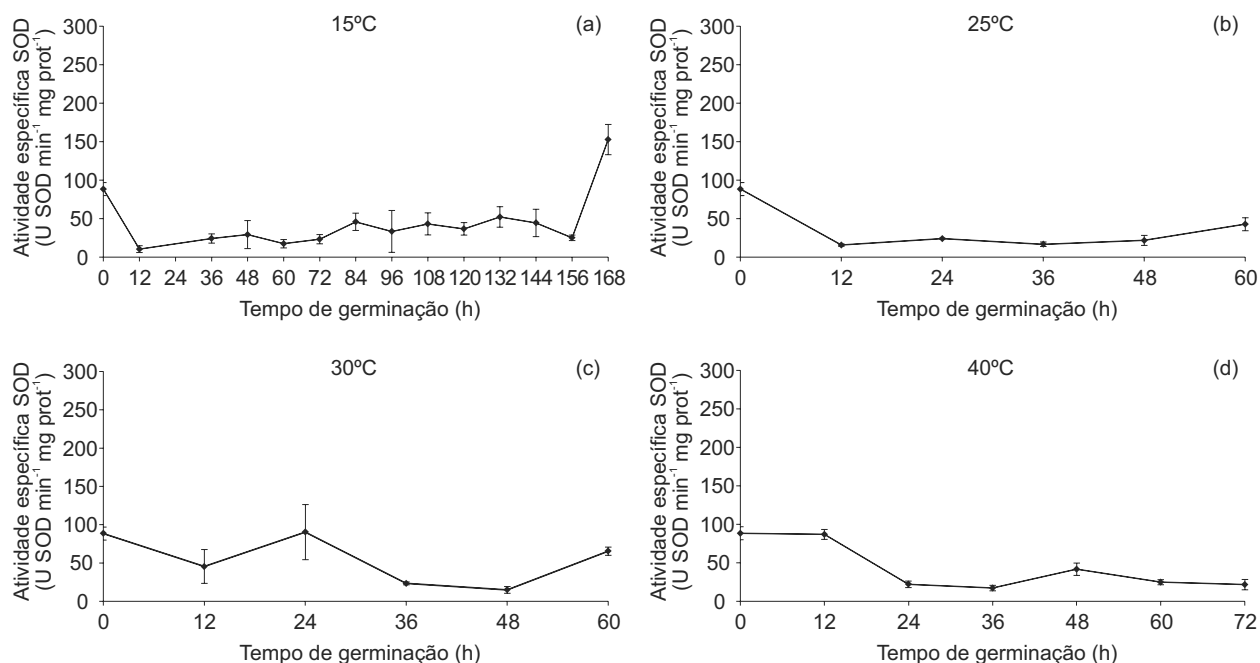 15ºC
(a)
Atividade específica SOD
(U SOD min⁻¹ mg prot⁻¹)
300
250
200
150
100
50
0
0 12 24 36 48 60 72 84 96 108 120 132 144 156 168
Tempo de germinação (h)
25ºC
(b)
Atividade específica SOD
(U SOD min⁻¹ mg prot⁻¹)
300
250
200
150
100
50
0
0 12 24 36 48 60
Tempo de germinação (h)
30ºC
(c)
Atividade específica SOD
(U SOD min⁻¹ mg prot⁻¹)
300
250
200
150
100
50
0
0 12 24 36 48 60
Tempo de germinação (h)
40ºC
(d)
Atividade específica SOD
(U SOD min⁻¹ mg prot⁻¹)
300
250
200
150
100
50
0
0 12 24 36 48 60 72
Tempo de germinação (h)